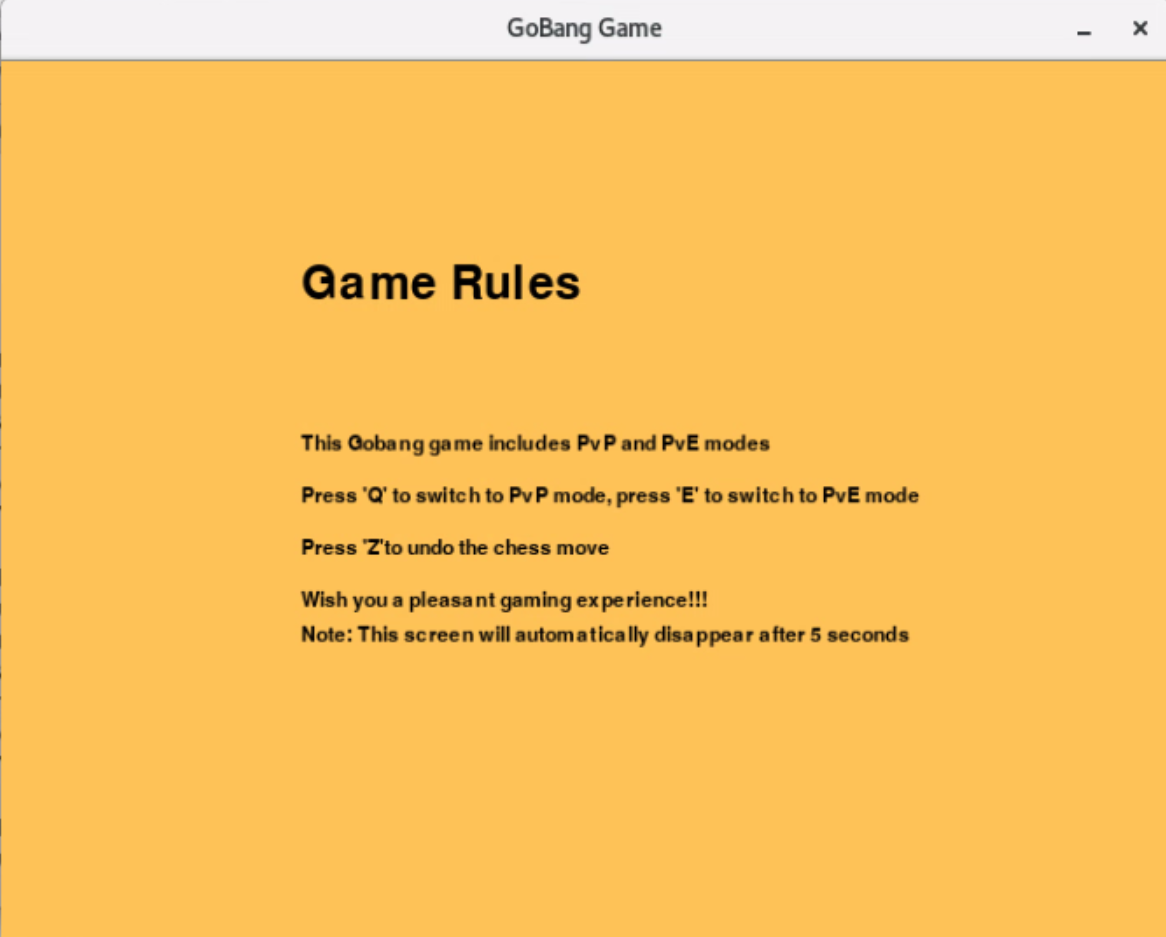 GoBang Game
Game Rules
This Gobang game includes PvP and PvE modes
Press 'Q' to switch to PvP mode, press 'E' to switch to PvE mode
Press 'Z'to undo the chess move
Wish you a pleasant gaming experience!!!
Note: This screen will automatically disappear after 5 seconds